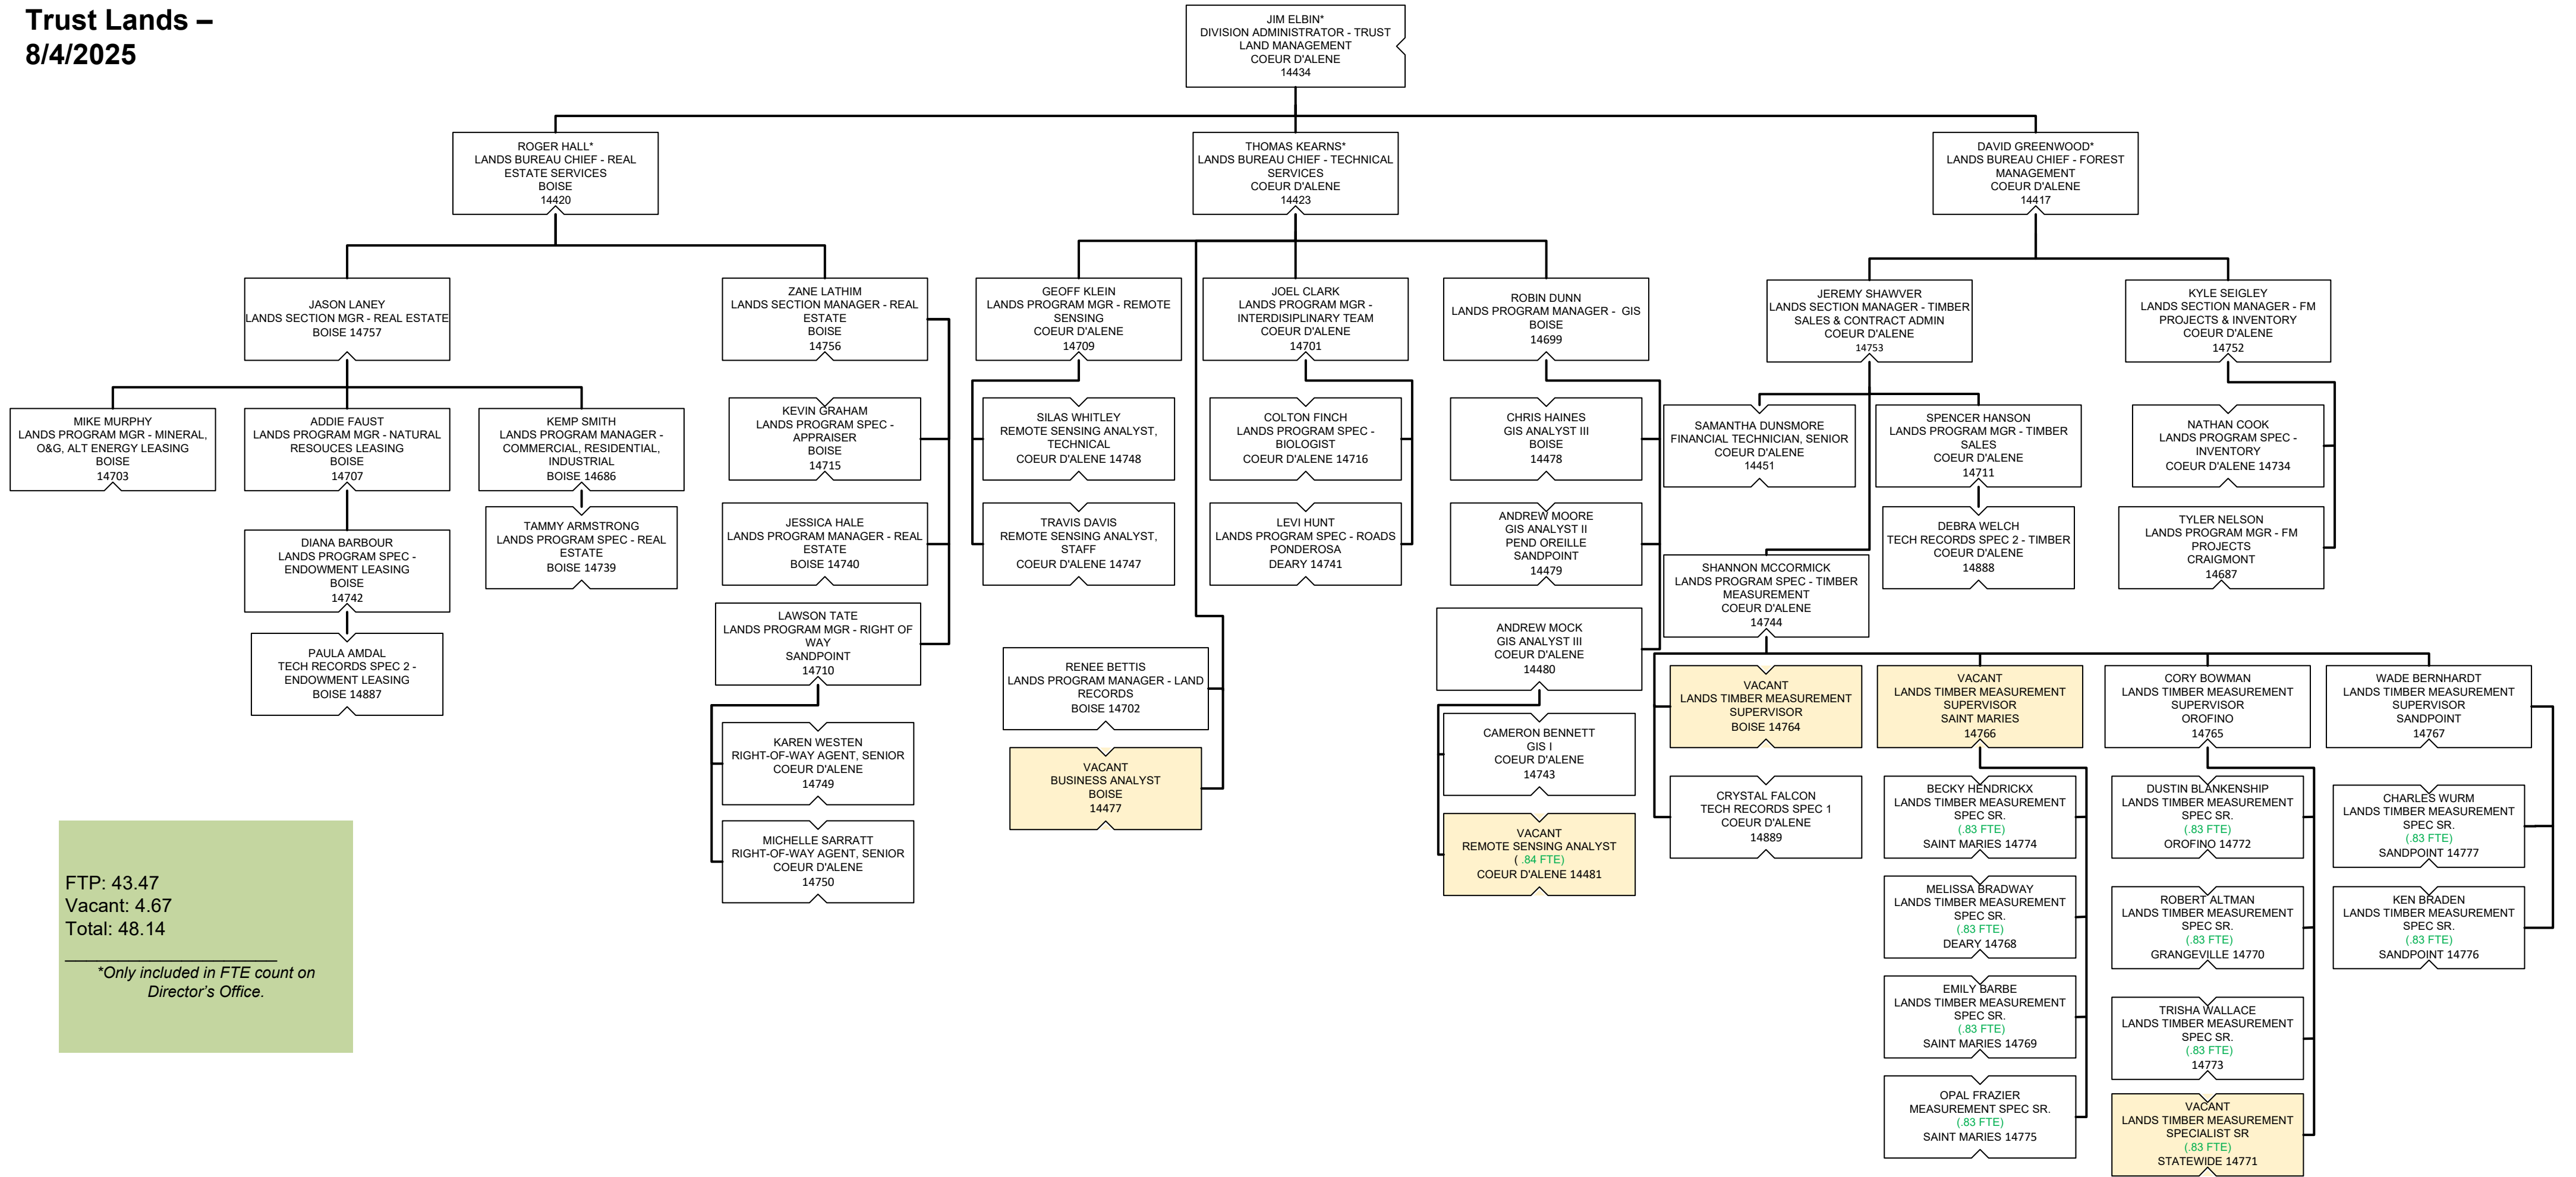 Trust Lands –
8/4/2025
JIM ELBIN*
DIVISION ADMINISTRATOR - TRUST
LAND MANAGEMENT
COEUR D'ALENE
14434
ROGER HALL*
LANDS BUREAU CHIEF - REAL
ESTATE SERVICES
BOISE
14420
THOMAS KEARNS*
LANDS BUREAU CHIEF - TECHNICAL
SERVICES
COEUR D'ALENE
14423
DAVID GREENWOOD*
LANDS BUREAU CHIEF - FOREST
MANAGEMENT
COEUR D'ALENE
14417
JASON LANEY
LANDS SECTION MGR - REAL ESTATE
BOISE 14757
ZANE LATHIM
LANDS SECTION MANAGER - REAL
ESTATE
BOISE
14756
GEOFF KLEIN
LANDS PROGRAM MGR - REMOTE
SENSING
COEUR D'ALENE
14709
JOEL CLARK
LANDS PROGRAM MGR -
INTERDISIPLINARY TEAM
COEUR D'ALENE
14701
ROBIN DUNN
LANDS PROGRAM MANAGER - GIS
BOISE
14699
JEREMY SHAWVER
LANDS SECTION MANAGER - TIMBER
SALES & CONTRACT ADMIN
COEUR D'ALENE
14753
KYLE SEIGLEY
LANDS SECTION MANAGER - FM
PROJECTS & INVENTORY
COEUR D'ALENE
14752
MIKE MURPHY
LANDS PROGRAM MGR - MINERAL,
O&G, ALT ENERGY LEASING
BOISE
14703
ADDIE FAUST
LANDS PROGRAM MGR - NATURAL
RESOUCES LEASING
BOISE
14707
KEMP SMITH
LANDS PROGRAM MANAGER -
COMMERCIAL, RESIDENTIAL,
INDUSTRIAL
BOISE 14686
KEVIN GRAHAM
LANDS PROGRAM SPEC -
APPRAISER
BOISE
14715
SILAS WHITLEY
REMOTE SENSING ANALYST,
TECHNICAL
COEUR D'ALENE 14748
COLTON FINCH
LANDS PROGRAM SPEC -
BIOLOGIST
COEUR D'ALENE 14716
CHRIS HAINES
GIS ANALYST III
BOISE
14478
SAMANTHA DUNSMORE
FINANCIAL TECHNICIAN, SENIOR
COEUR D'ALENE
14451
SPENCER HANSON
LANDS PROGRAM MGR - TIMBER
SALES
COEUR D'ALENE
14711
NATHAN COOK
LANDS PROGRAM SPEC -
INVENTORY
COEUR D'ALENE 14734
DIANA BARBOUR
LANDS PROGRAM SPEC -
ENDOWMENT LEASING
BOISE
14742
TAMMY ARMSTRONG
LANDS PROGRAM SPEC - REAL
ESTATE
BOISE 14739
JESSICA HALE
LANDS PROGRAM MANAGER - REAL
ESTATE
BOISE 14740
TRAVIS DAVIS
REMOTE SENSING ANALYST,
STAFF
COEUR D'ALENE 14747
LEVI HUNT
LANDS PROGRAM SPEC - ROADS
PONDEROSA
DEARY 14741
ANDREW MOORE
GIS ANALYST II
PEND OREILLE
SANDPOINT
14479
DEBRA WELCH
TECH RECORDS SPEC 2 - TIMBER
COEUR D'ALENE
14888
TYLER NELSON
LANDS PROGRAM MGR - FM
PROJECTS
CRAIGMONT
14687
SHANNON MCCORMICK
LANDS PROGRAM SPEC - TIMBER
MEASUREMENT
COEUR D'ALENE
14744
PAULA AMDAL
TECH RECORDS SPEC 2 -
ENDOWMENT LEASING
BOISE 14887
LAWSON TATE
LANDS PROGRAM MGR - RIGHT OF
WAY
SANDPOINT
14710
RENEE BETTIS
LANDS PROGRAM MANAGER - LAND
RECORDS
BOISE 14702
ANDREW MOCK
GIS ANALYST III
COEUR D'ALENE
14480
VACANT
LANDS TIMBER MEASUREMENT
SUPERVISOR
BOISE 14764
VACANT
LANDS TIMBER MEASUREMENT
SUPERVISOR
SAINT MARIES
14766
CORY BOWMAN
LANDS TIMBER MEASUREMENT
SUPERVISOR
OROFINO
14765
WADE BERNHARDT
LANDS TIMBER MEASUREMENT
SUPERVISOR
SANDPOINT
14767
KAREN WESTEN
RIGHT-OF-WAY AGENT, SENIOR
COEUR D'ALENE
14749
VACANT
BUSINESS ANALYST
BOISE
14477
CAMERON BENNETT
GIS I
COEUR D'ALENE
14743
CRYSTAL FALCON
TECH RECORDS SPEC 1
COEUR D'ALENE
14889
BECKY HENDRICKX
LANDS TIMBER MEASUREMENT
SPEC SR.
(.83 FTE)
SAINT MARIES 14774
DUSTIN BLANKENSHIP
LANDS TIMBER MEASUREMENT
SPEC SR.
(.83 FTE)
OROFINO 14772
CHARLES WURM
LANDS TIMBER MEASUREMENT
SPEC SR.
(.83 FTE)
SANDPOINT 14777
MICHELLE SARRATT
RIGHT-OF-WAY AGENT, SENIOR
COEUR D'ALENE
14750
VACANT
REMOTE SENSING ANALYST
( .84 FTE)
COEUR D'ALENE 14481
MELISSA BRADWAY
LANDS TIMBER MEASUREMENT
SPEC SR.
(.83 FTE)
DEARY 14768
ROBERT ALTMAN
LANDS TIMBER MEASUREMENT
SPEC SR.
(.83 FTE)
GRANGEVILLE 14770
KEN BRADEN
LANDS TIMBER MEASUREMENT
SPEC SR.
(.83 FTE)
SANDPOINT 14776
EMILY BARBE
LANDS TIMBER MEASUREMENT
SPEC SR.
(.83 FTE)
SAINT MARIES 14769
TRISHA WALLACE
LANDS TIMBER MEASUREMENT
SPEC SR.
(.83 FTE)
14773
OPAL FRAZIER
MEASUREMENT SPEC SR.
(.83 FTE)
SAINT MARIES 14775
VACANT
LANDS TIMBER MEASUREMENT
SPECIALIST SR
(.83 FTE)
STATEWIDE 14771
FTP: 43.47
Vacant: 4.67
Total: 48.14
*Only included in FTE count on
Director’s Office.